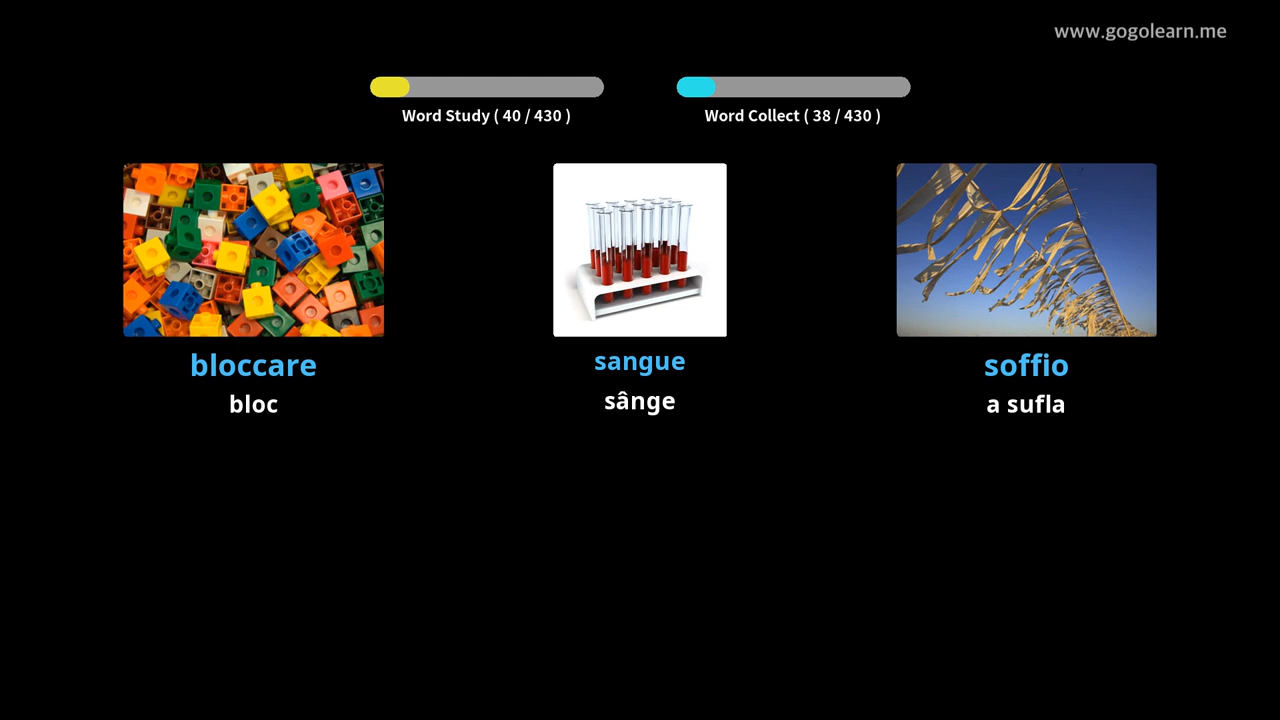 www.gogolearn.me
Word Study ( 40 / 430 )
Word Collect ( 38 / 430 )
bloccare
bloc
sangue
sânge
soffio
a sufla